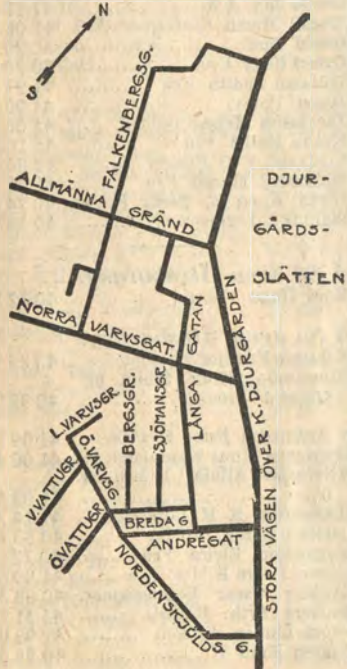 N
S
FALKENBERGSG.
ALLMÄNNA
GRÄND
DJUR-
GÅRDS-
SLÄTTEN
NORRA
VARVSGAT.
LÅNGA
GATAN
STORA VÄGEN ÖVER K. DJURGÅRDEN
L.VARVSGR
Ö.VARVSG.
BERGSGR.
SJÖMANSGR.
V.VATTUGR
Ö.VATTUGR
BREDA G
ANDRÉGAT
NORDENSKJÖLDS. G.